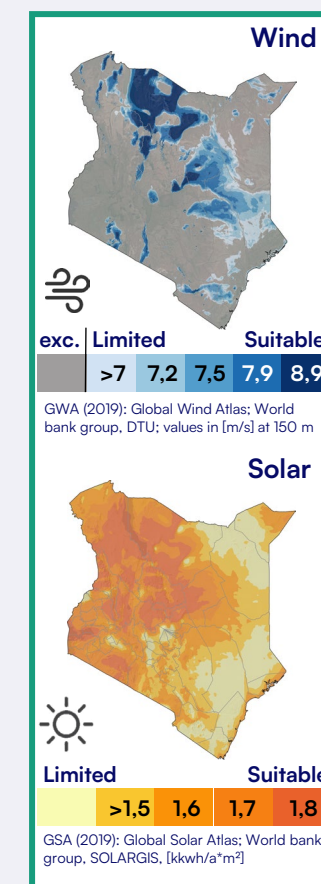 Wind
exc. Limited Suitable
>7 7,2 7,5 7,9 8,9
GWA (2019): Global Wind Atlas; World
bank group, DTU; values in [m/s] at 150 m
Solar
Limited Suitable
>1,5 1,6 1,7 1,8
GSA (2019): Global Solar Atlas; World bank
group, SOLARGIS, [kkwh/a*m²]